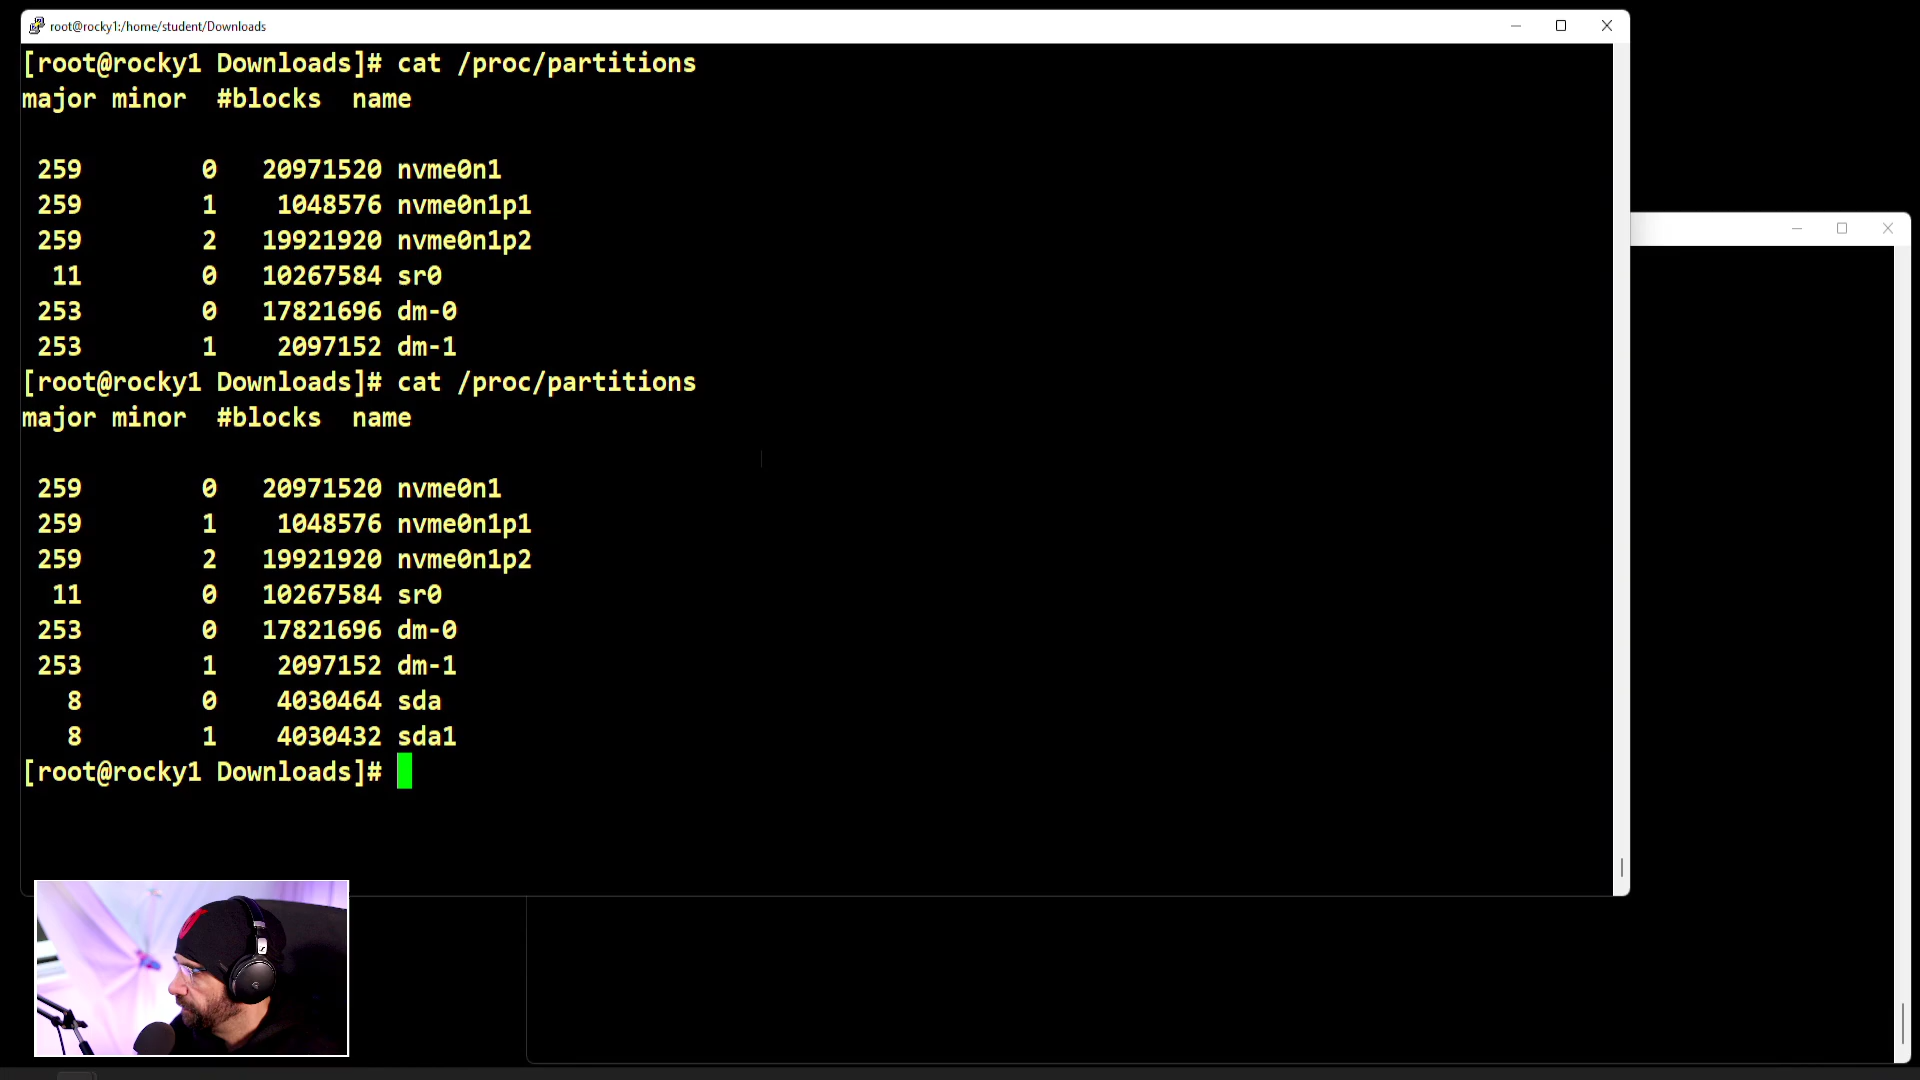 root@rocky1:/home/student/Downloads
[root@rocky1 Downloads]# cat /proc/partitions
major minor  #blocks  name
259        0   20971520 nvme0n1
259        1    1048576 nvme0n1p1
259        2   19921920 nvme0n1p2
11        0   10267584 sr0
253        0   17821696 dm-0
253        1    2097152 dm-1
[root@rocky1 Downloads]# cat /proc/partitions
major minor  #blocks  name
259        0   20971520 nvme0n1
259        1    1048576 nvme0n1p1
259        2   19921920 nvme0n1p2
11        0   10267584 sr0
253        0   17821696 dm-0
253        1    2097152 dm-1
8        0    4030464 sda
8        1    4030432 sda1
[root@rocky1 Downloads]#